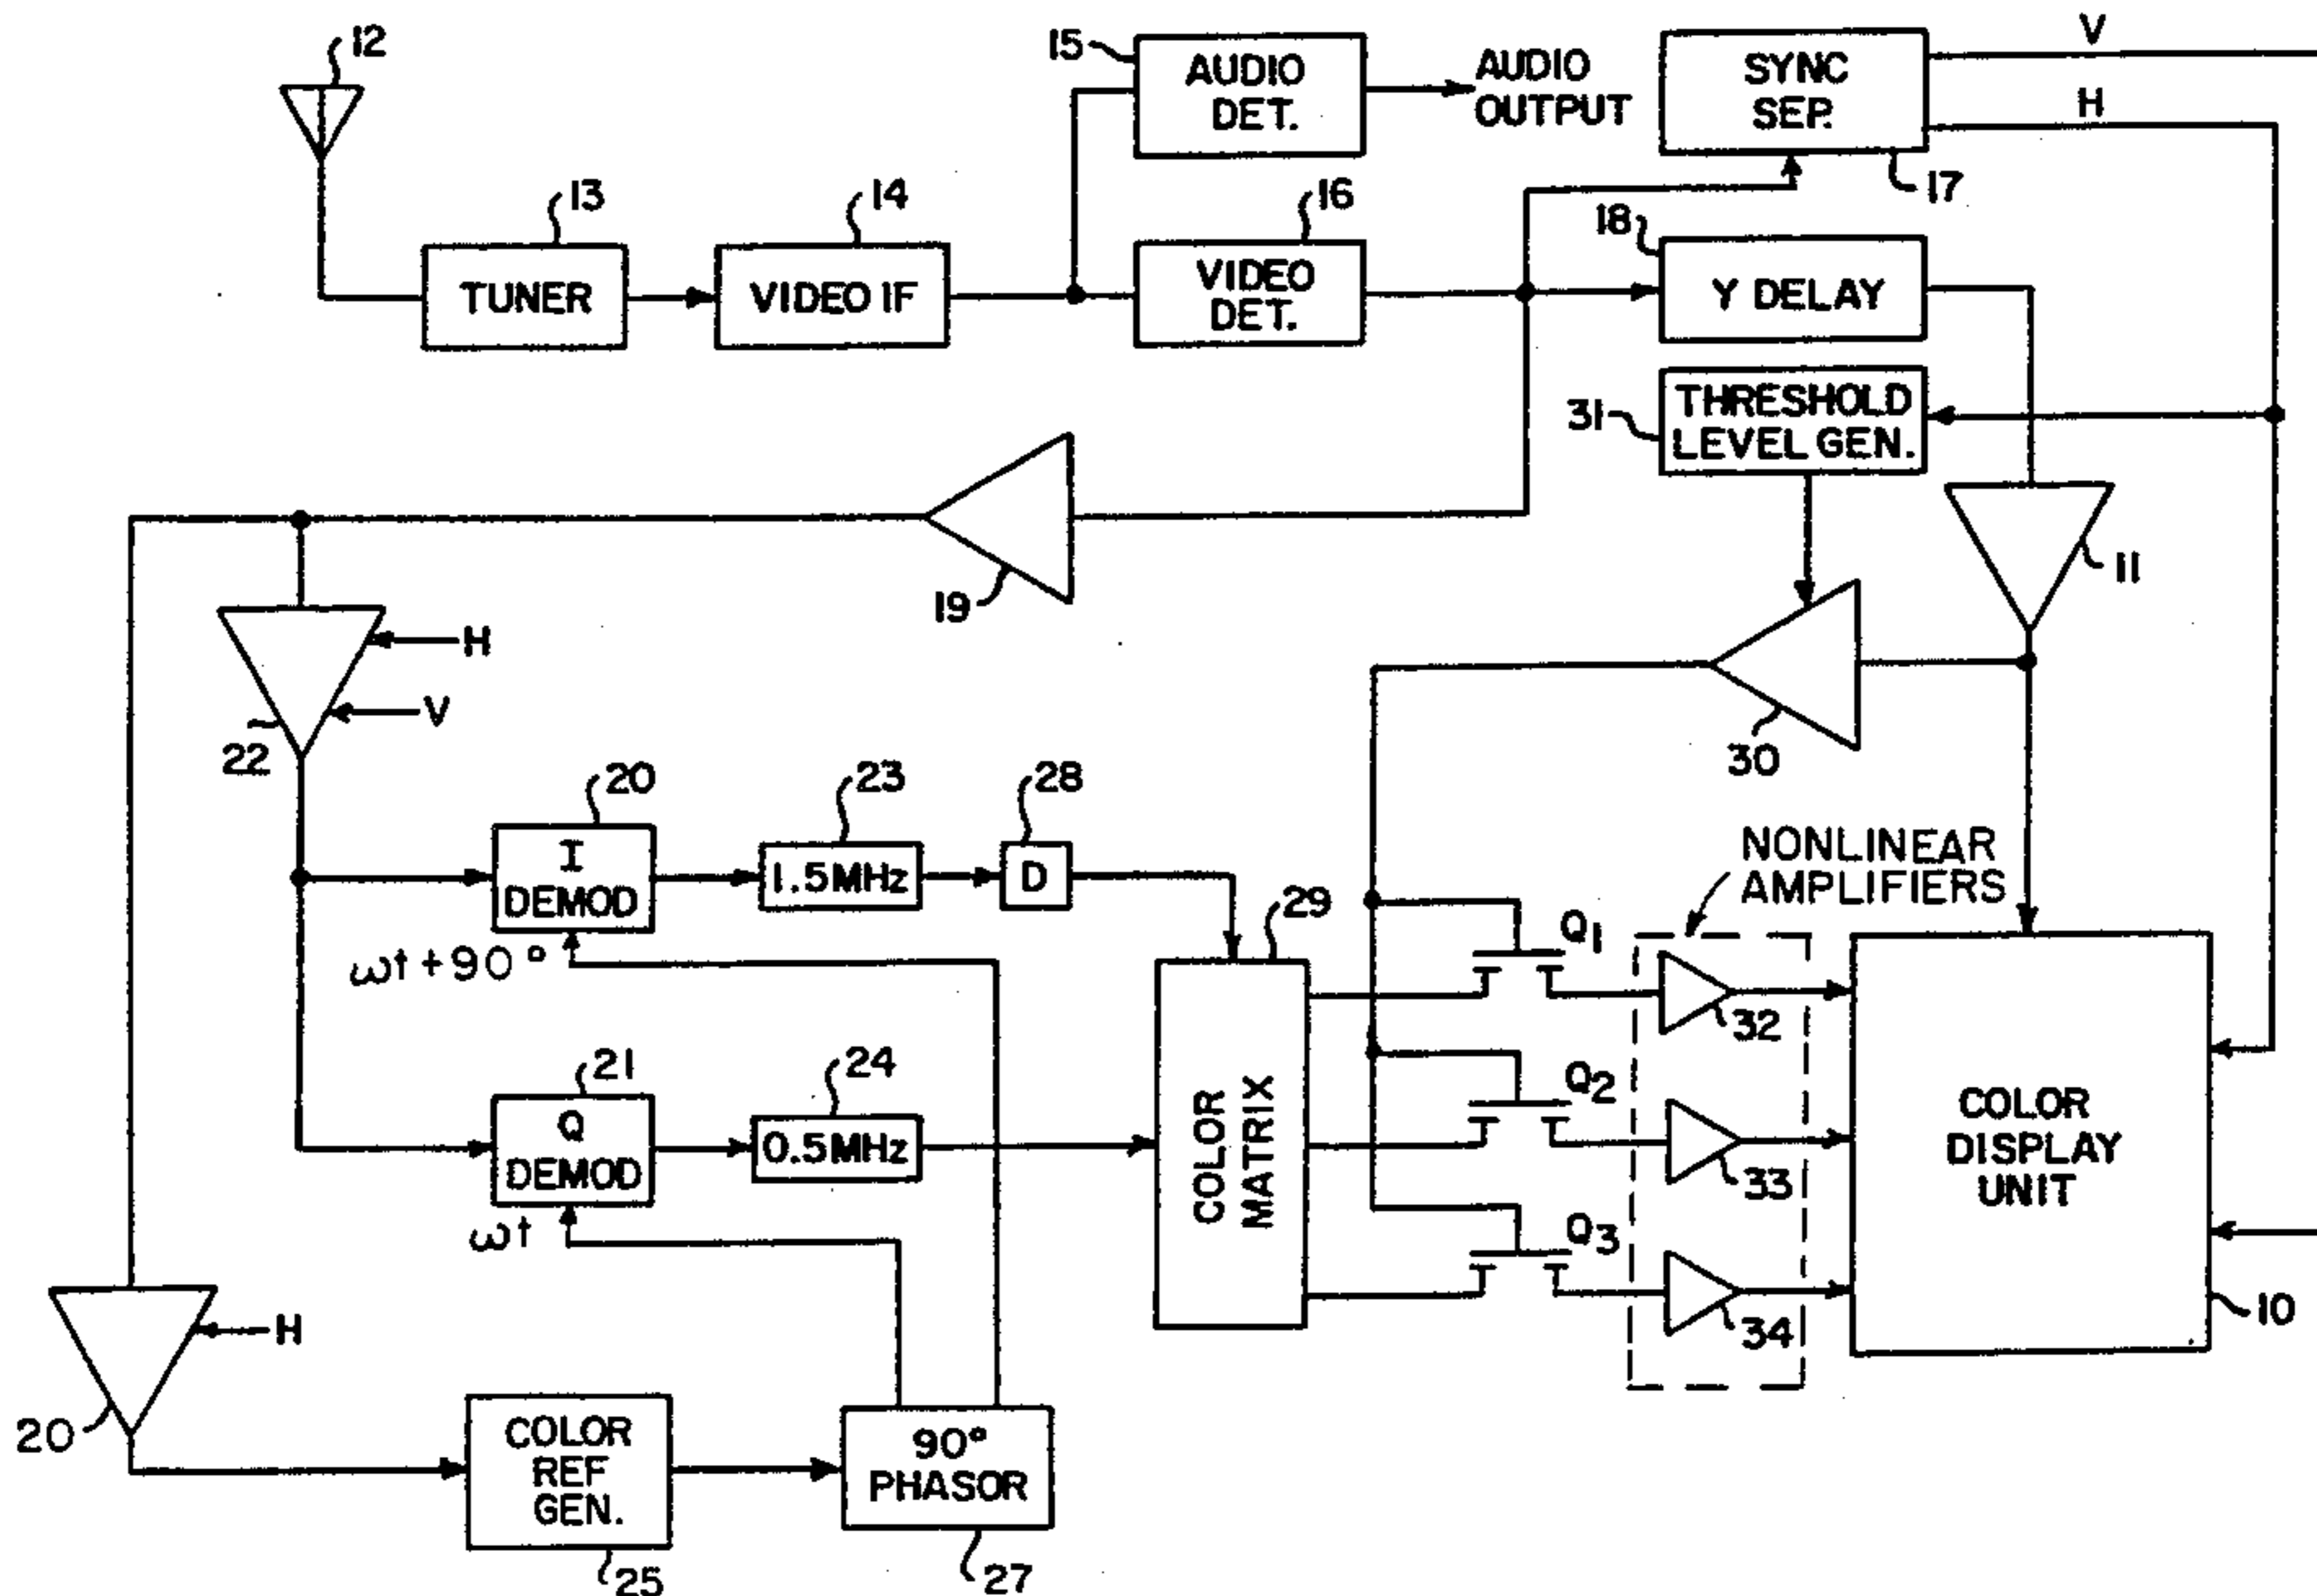 12
15
AUDIO
DET.
AUDIO
OUTPUT
SYNC
SEP.
V
H
17
13
TUNER
14
VIDEO IF
16
VIDEO
DET.
18
Y DELAY
31
THRESHOLD
LEVEL GEN.
11
19
30
H
V
22
20
I
DEMOD
ωt + 90°
23
1.5MHz
28
D
29
COLOR
MATRIX
NONLINEAR
AMPLIFIERS
Q1
32
Q2
33
Q3
34
COLOR
DISPLAY
UNIT
10
21
Q
DEMOD
ωt
24
0.5MHz
H
20
COLOR
REF
GEN.
25
90°
PHASOR
27